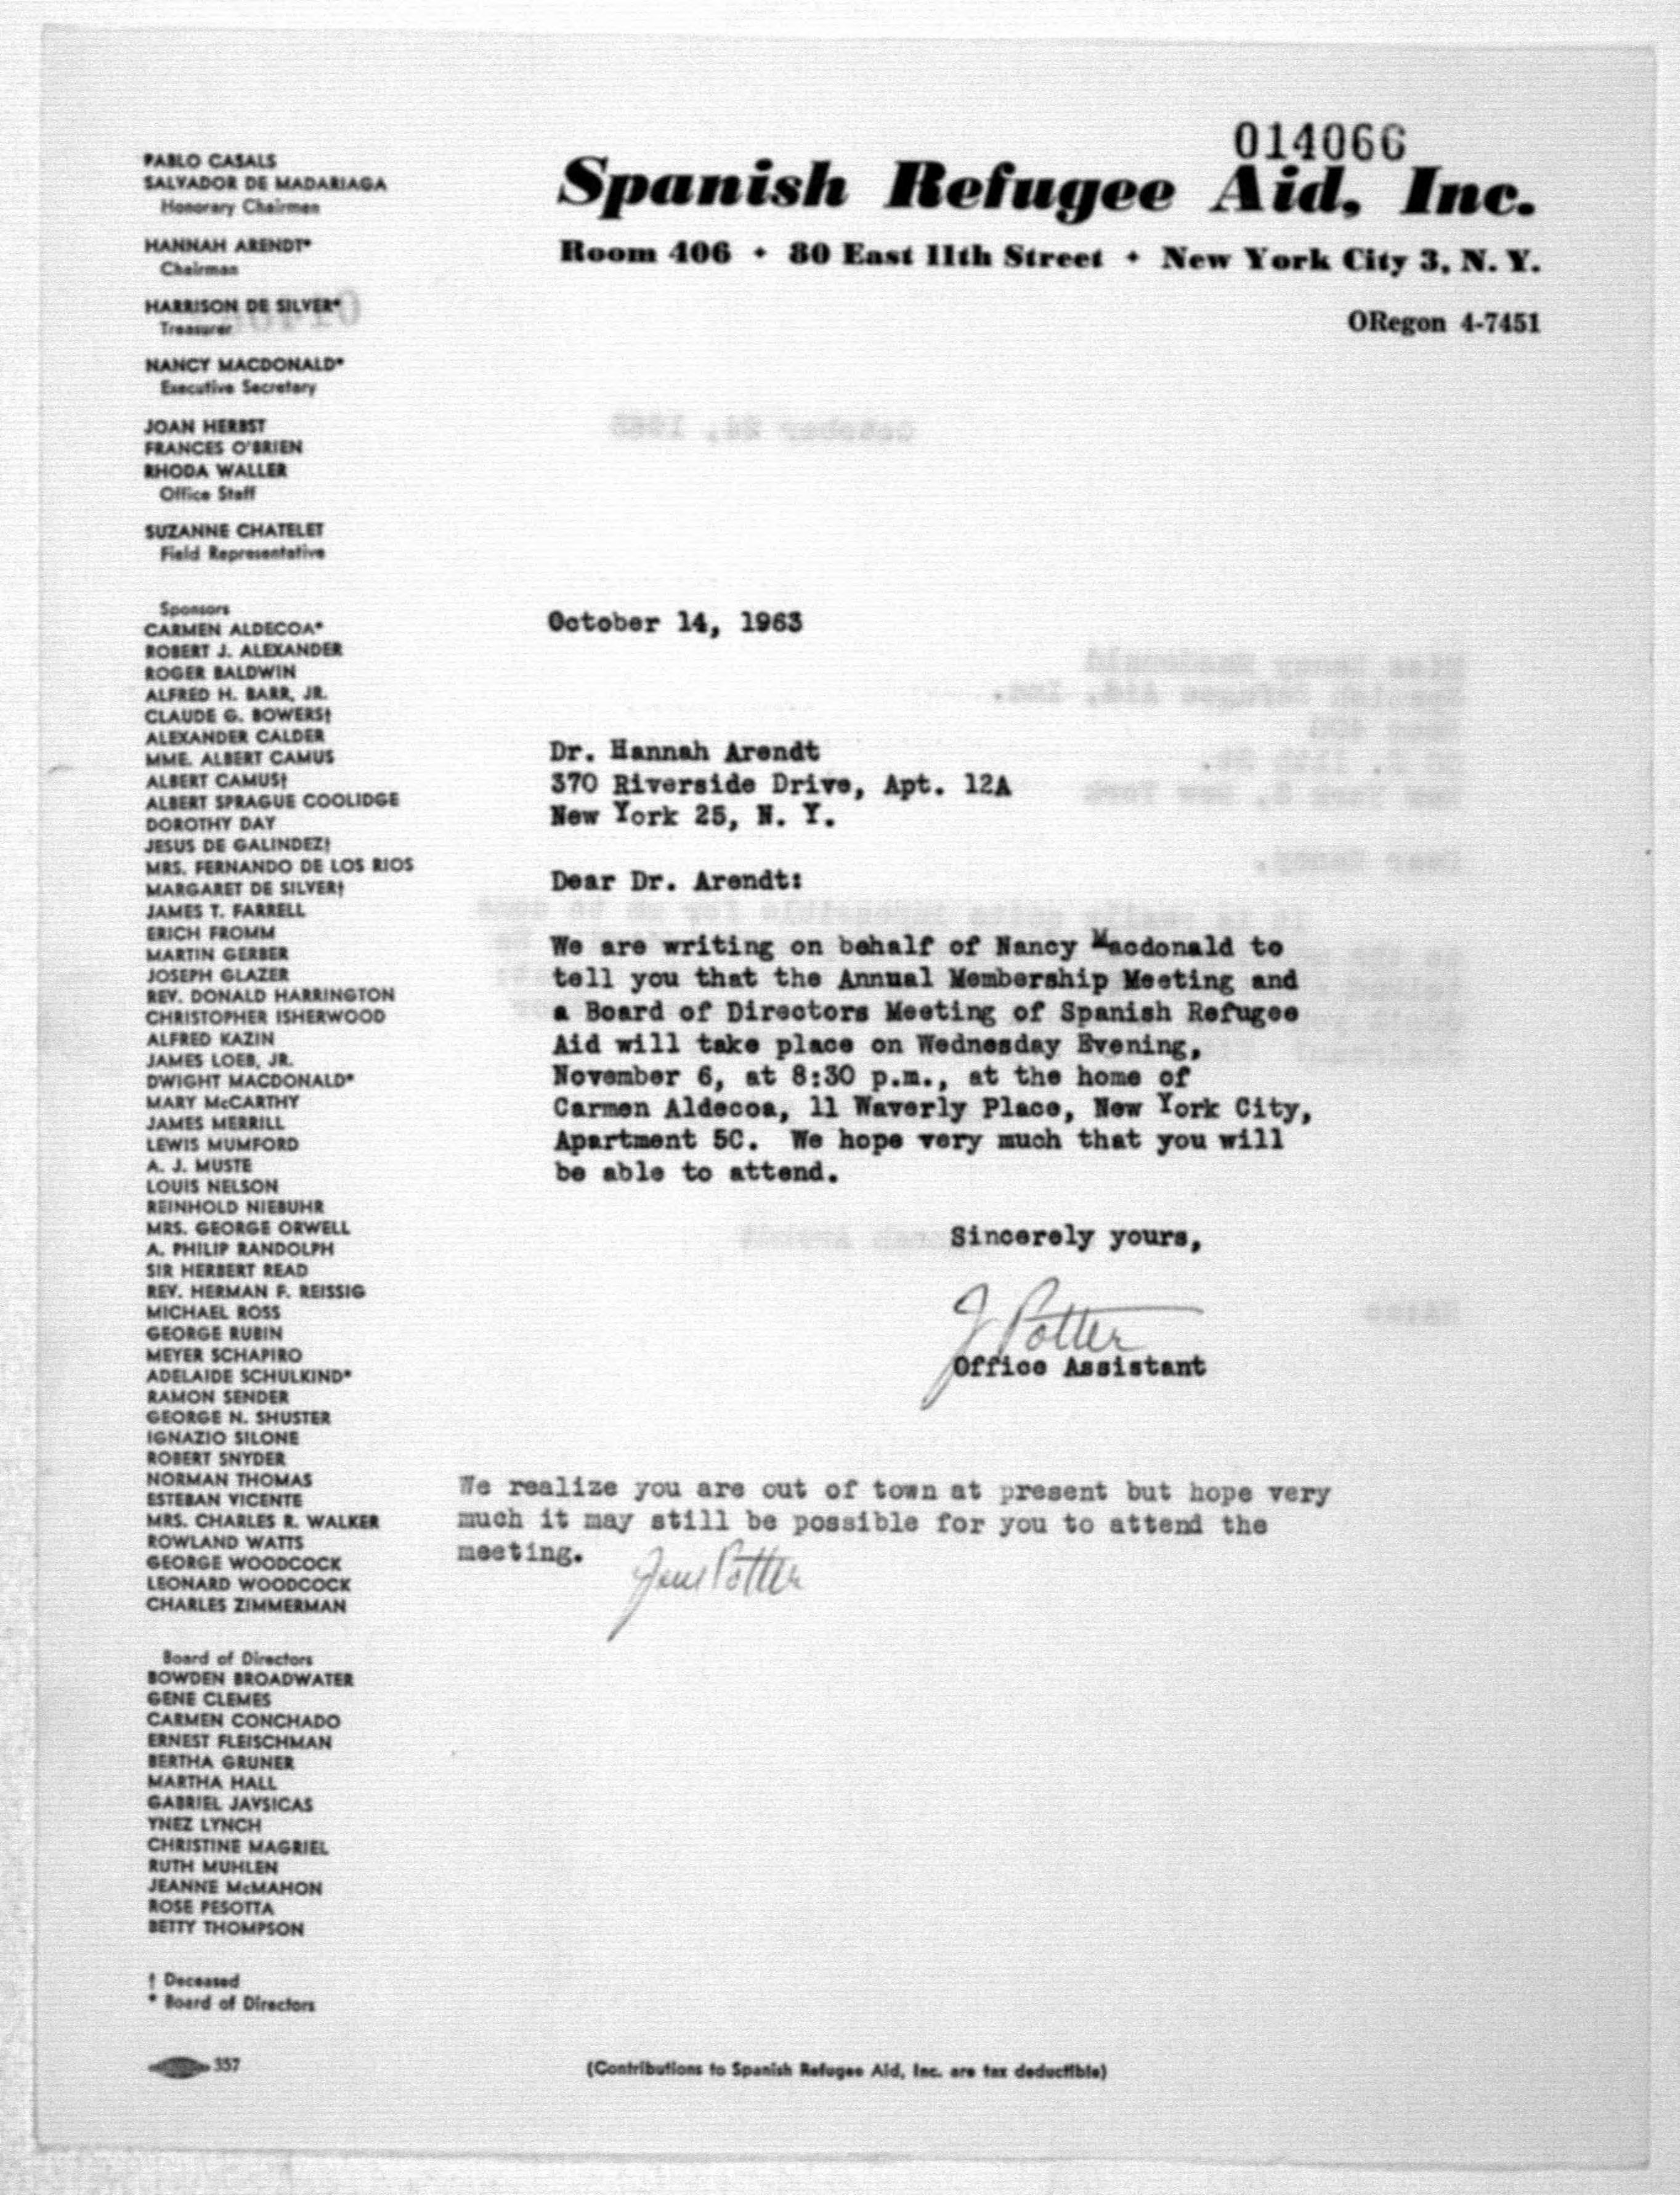 014066
Spanish Refugee Aid, Inc.
Room 406 • 80 East 11th Street • New York City 3, N. Y.
ORegon 4-7451
PABLO CASALS
SALVADOR DE MADARIAGA
Honorary Chairmen
HANNAH ARENDT*
Chairman
HARRISON DE SILVER*
Treasurer
NANCY MACDONALD*
Executive Secretary
JOAN HERBST
FRANCES O'BRIEN
RHODA WALLER
Office Staff
SUZANNE CHATELET
Field Representative
Sponsors
CARMEN ALDECOA*
ROBERT J. ALEXANDER
ROGER BALDWIN
ALFRED H. BARR, JR.
CLAUDE G. BOWERS†
ALEXANDER CALDER
MME. ALBERT CAMUS
ALBERT CAMUS†
ALBERT SPRAGUE COOLIDGE
DOROTHY DAY
JESUS DE GALINDEZ†
MRS. FERNANDO DE LOS RIOS
MARGARET DE SILVER†
JAMES T. FARRELL
ERICH FROMM
MARTIN GERBER
JOSEPH GLAZER
REV. DONALD HARRINGTON
CHRISTOPHER ISHERWOOD
ALFRED KAZIN
JAMES LOEB, JR.
DWIGHT MACDONALD*
MARY McCARTHY
JAMES MERRILL
LEWIS MUMFORD
A. J. MUSTE
LOUIS NELSON
REINHOLD NIEBUHR
MRS. GEORGE ORWELL
A. PHILIP RANDOLPH
SIR HERBERT READ
REV. HERMAN F. REISSIG
MICHAEL ROSS
GEORGE RUBIN
MEYER SCHAPIRO
ADELAIDE SCHULKIND*
RAMON SENDER
GEORGE N. SHUSTER
IGNAZIO SILONE
ROBERT SNYDER
NORMAN THOMAS
ESTEBAN VICENTE
MRS. CHARLES R. WALKER
ROWLAND WATTS
GEORGE WOODCOCK
LEONARD WOODCOCK
CHARLES ZIMMERMAN
Board of Directors
BOWDEN BROADWATER
GENE CLEMES
CARMEN CONCHADO
ERNEST FLEISCHMAN
BERTHA GRUNER
MARTHA HALL
GABRIEL JAVSICAS
YNEZ LYNCH
CHRISTINE MAGRIEL
RUTH MUHLEN
JEANNE McMAHON
ROSE PESOTTA
BETTY THOMPSON
† Deceased
* Board of Directors
357
October 14, 1963
Dr. Hannah Arendt
370 Riverside Drive, Apt. 12A
New York 25, N. Y.
Dear Dr. Arendt:
We are writing on behalf of Nancy Macdonald to
tell you that the Annual Membership Meeting and
a Board of Directors Meeting of Spanish Refugee
Aid will take place on Wednesday Evening,
November 6, at 8:30 p.m., at the home of
Carmen Aldecoa, 11 Waverly Place, New York City,
Apartment 5C. We hope very much that you will
be able to attend.
Sincerely yours,
J Potter
Office Assistant
We realize you are out of town at present but hope very
much it may still be possible for you to attend the
meeting.
Jane Potter
(Contributions to Spanish Refugee Aid, Inc. are tax deductible)